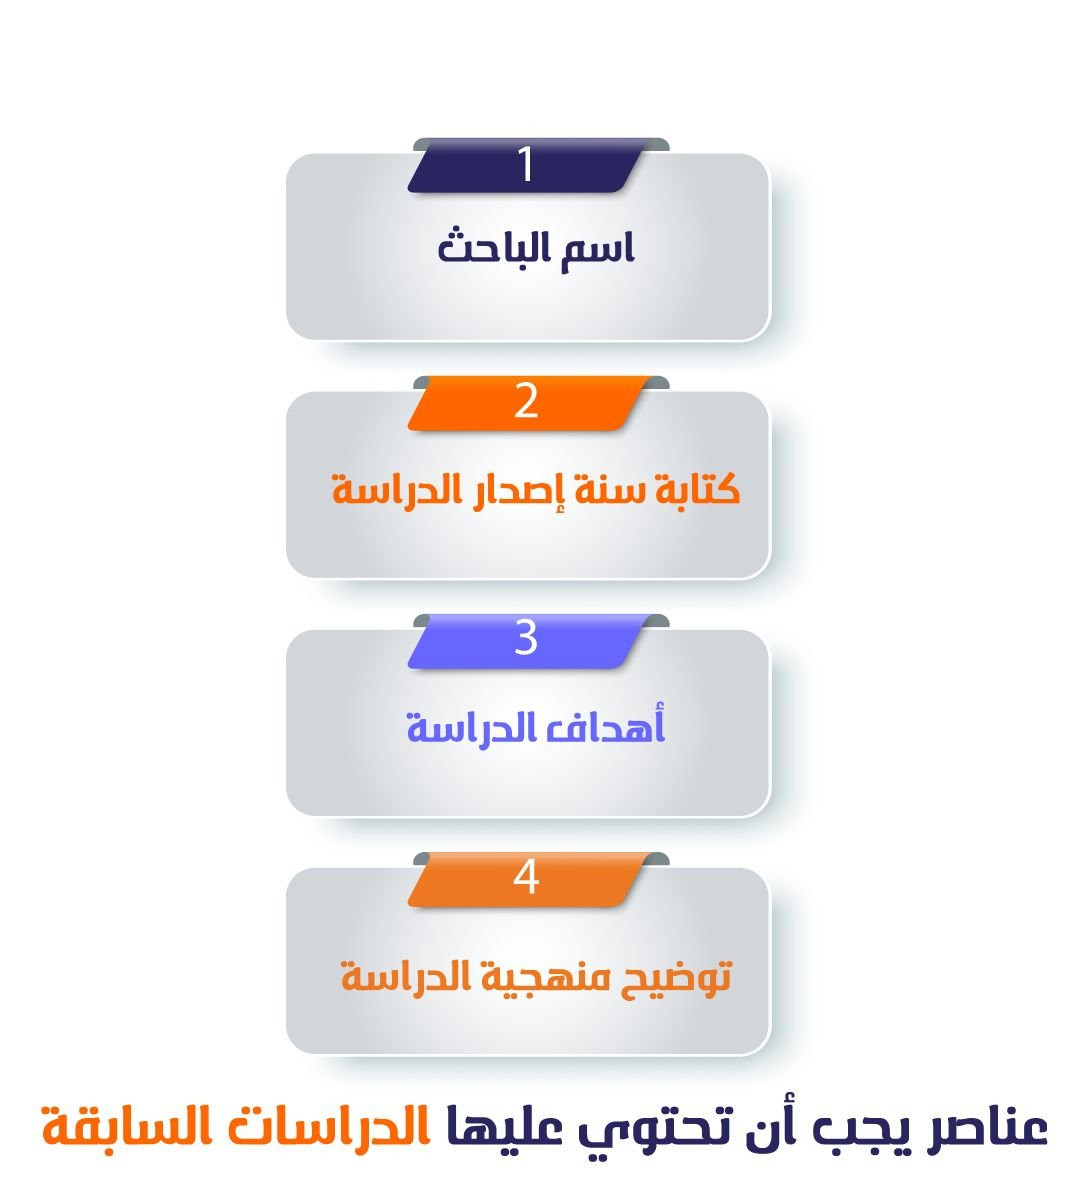 1
اسم الباحث
2
كتابة سنة إصدار الدراسة
3
أهداف الدراسة
4
توضيح منهجية الدراسة
عناصر يجب أن تحتوي عليها الدراسات السابقة